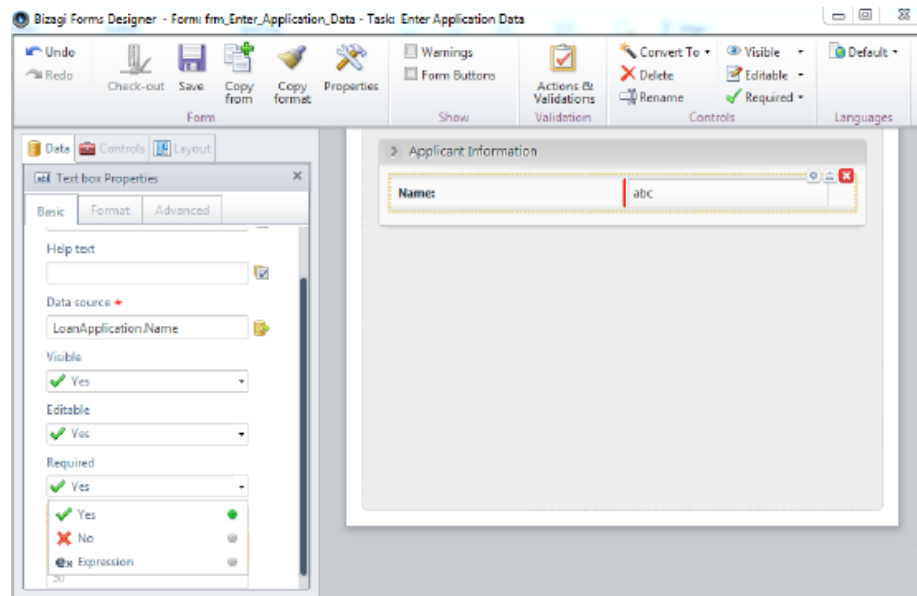 Bizagi Forms Designer - Form: frm_Enter_Application_Data - Task: Enter Application Data
Undo
Redo
Check-out
Save
Copy from
Copy format
Properties
Form
Warnings
Form Buttons
Show
Actions & Validations
Validation
Convert To
Delete
Rename
Visible
Editable
Required
Controls
Default
Languages
Data Controls Layout
Text box Properties
Basic Format Advanced
Help text
Data source *
LoanApplication.Name
Visible
Yes
Editable
Yes
Required
Yes
Yes
No
ex Expression
50
Applicant Information
Name: abc